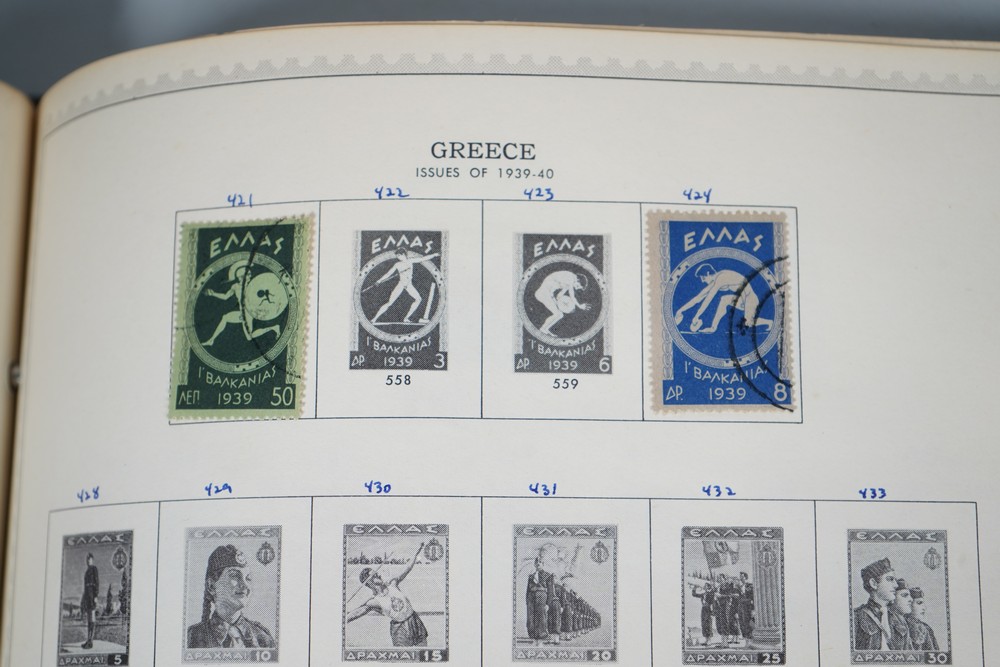 GREECE
ISSUES OF 1939-40
421 422 423 424
ΕΛΛΑΣ
Ι' ΒΑΛΚΑΝΙΑΣ
ΛΕΠ. 1939 50
ΕΛΛΑΣ
Ι' ΒΑΛΚΑΝΙΑΣ
ΔΡ. 1939 3
558
ΕΛΛΑΣ
Ι' ΒΑΛΚΑΝΙΑΣ
ΔΡ. 1939 6
559
ΕΛΛΑΣ
Ι' ΒΑΛΚΑΝΙΑΣ
ΔΡ. 1939 8
428 429 430 431 432 433
ΕΛΛΑΣ
ΔΡΑΧΜΑΙ 5
ΕΛΛΑΣ
ΔΡΑΧΜΑΙ 10
ΕΛΛΑΣ
ΔΡΑΧΜΑΙ 15
ΕΛΛΑΣ
ΔΡΑΧΜΑΙ 20
ΕΛΛΑΣ
ΔΡΑΧΜΑΙ 25
ΕΛΛΑΣ
ΔΡΑΧΜΑΙ 30